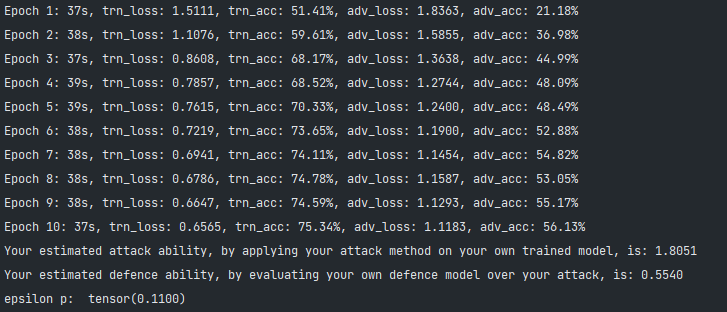 Epoch 1: 37s, trn_loss: 1.5111, trn_acc: 51.41%, adv_loss: 1.8363, adv_acc: 21.18%
Epoch 2: 38s, trn_loss: 1.1076, trn_acc: 59.61%, adv_loss: 1.5855, adv_acc: 36.98%
Epoch 3: 37s, trn_loss: 0.8608, trn_acc: 68.17%, adv_loss: 1.3638, adv_acc: 44.99%
Epoch 4: 39s, trn_loss: 0.7857, trn_acc: 68.52%, adv_loss: 1.2744, adv_acc: 48.09%
Epoch 5: 39s, trn_loss: 0.7615, trn_acc: 70.33%, adv_loss: 1.2400, adv_acc: 48.49%
Epoch 6: 38s, trn_loss: 0.7219, trn_acc: 73.65%, adv_loss: 1.1900, adv_acc: 52.88%
Epoch 7: 38s, trn_loss: 0.6941, trn_acc: 74.11%, adv_loss: 1.1454, adv_acc: 54.82%
Epoch 8: 38s, trn_loss: 0.6786, trn_acc: 74.78%, adv_loss: 1.1587, adv_acc: 53.05%
Epoch 9: 38s, trn_loss: 0.6647, trn_acc: 74.59%, adv_loss: 1.1293, adv_acc: 55.17%
Epoch 10: 37s, trn_loss: 0.6565, trn_acc: 75.34%, adv_loss: 1.1183, adv_acc: 56.13%
Your estimated attack ability, by applying your attack method on your own trained model, is: 1.8051
Your estimated defence ability, by evaluating your own defence model over your attack, is: 0.5540
epsilon p:  tensor(0.1100)